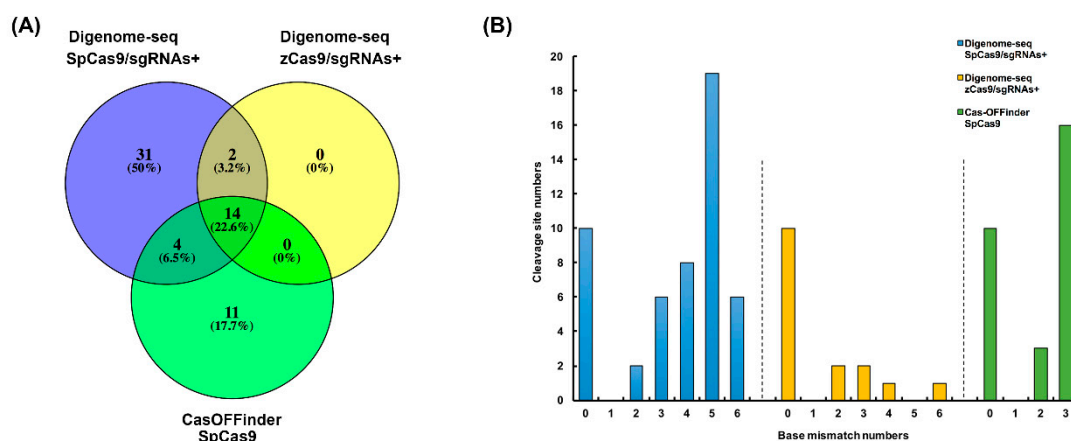 (A)
Digenome-seq
SpCas9/sgRNAs+
Digenome-seq
zCas9/sgRNAs+
31
(50%)
2
(3.2%)
0
(0%)
14
(22.6%)
4
(6.5%)
0
(0%)
11
(17.7%)
CasOFFinder
SpCas9
(B)
Digenome-seq
SpCas9/sgRNAs+
Digenome-seq
zCas9/sgRNAs+
Cas-OFFinder
SpCas9
Cleavage site numbers
20
18
16
14
12
10
8
6
4
2
0
0 1 2 3 4 5 6 0 1 2 3 4 5 6 0 1 2 3
Base mismatch numbers